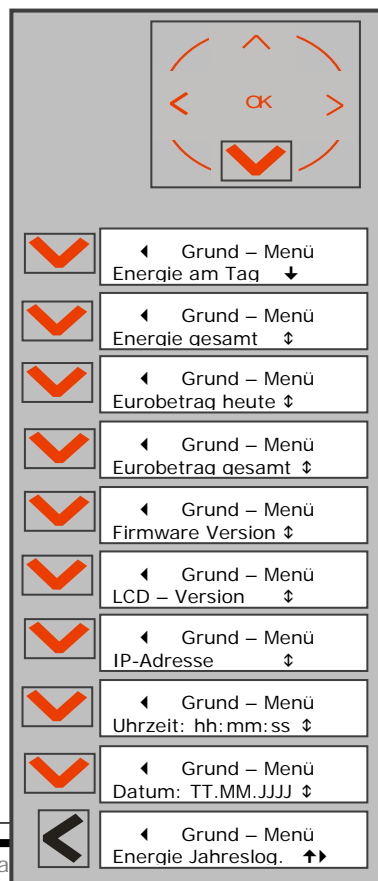 OK
Grund – Menü
Energie am Tag
Grund – Menü
Energie gesamt
Grund – Menü
Eurobetrag heute
Grund – Menü
Eurobetrag gesamt
Grund – Menü
Firmware Version
Grund – Menü
LCD – Version
Grund – Menü
IP-Adresse
Grund – Menü
Uhrzeit: hh:mm:ss
Grund – Menü
Datum: TT.MM.JJJJ
Grund – Menü
Energie Jahreslog.